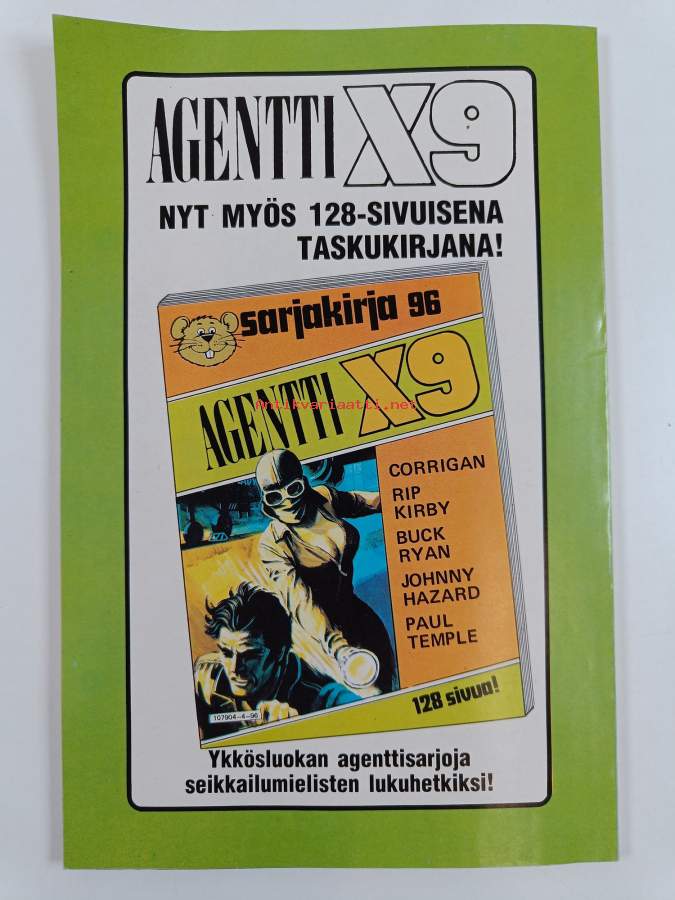 AGENTTI X9
NYT MYÖS 128-SIVUISENA
TASKUKIRJANA!
sarjakirja 96
AGENTTI X9
antikvariaatti.net
CORRIGAN
RIP
KIRBY
BUCK
RYAN
JOHNNY
HAZARD
PAUL
TEMPLE
128 sivua!
107904-4-96
Ykkösluokan agenttisarjoja
seikkailumielisten lukuhetkiksi!